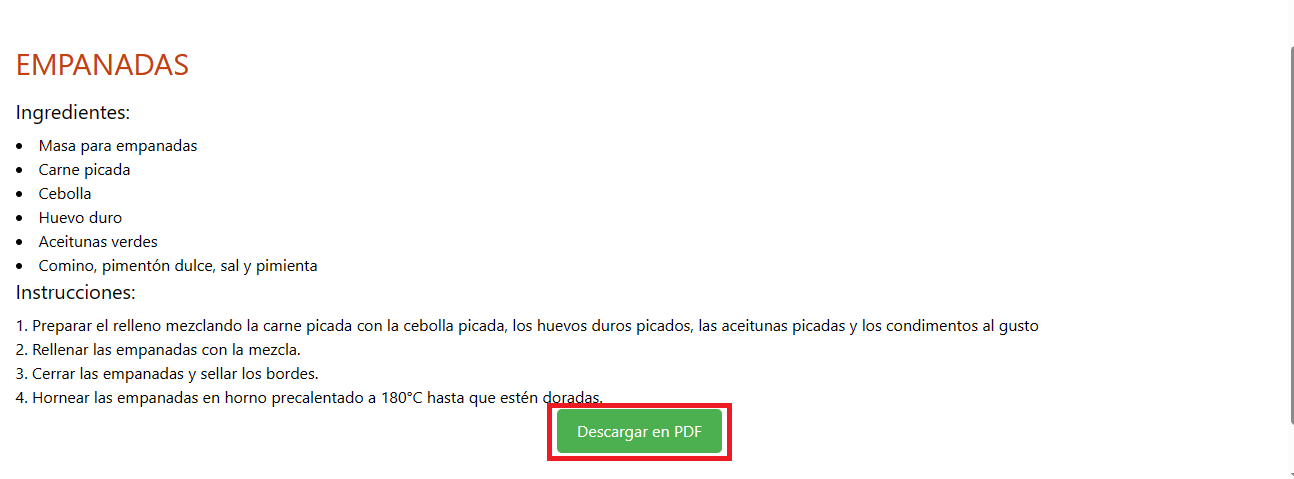 EMPANADAS
Ingredientes:
• Masa para empanadas
• Carne picada
• Cebolla
• Huevo duro
• Aceitunas verdes
• Comino, pimentón dulce, sal y pimienta
Instrucciones:
1. Preparar el relleno mezclando la carne picada con la cebolla picada, los huevos duros picados, las aceitunas picadas y los condimentos al gusto
2. Rellenar las empanadas con la mezcla.
3. Cerrar las empanadas y sellar los bordes.
4. Hornear las empanadas en horno precalentado a 180°C hasta que estén doradas.
Descargar en PDF